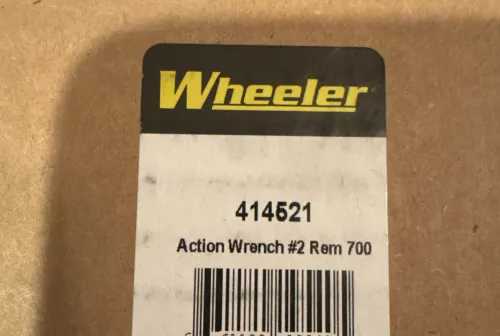 Wheeler
414521
Action Wrench #2 Rem 700